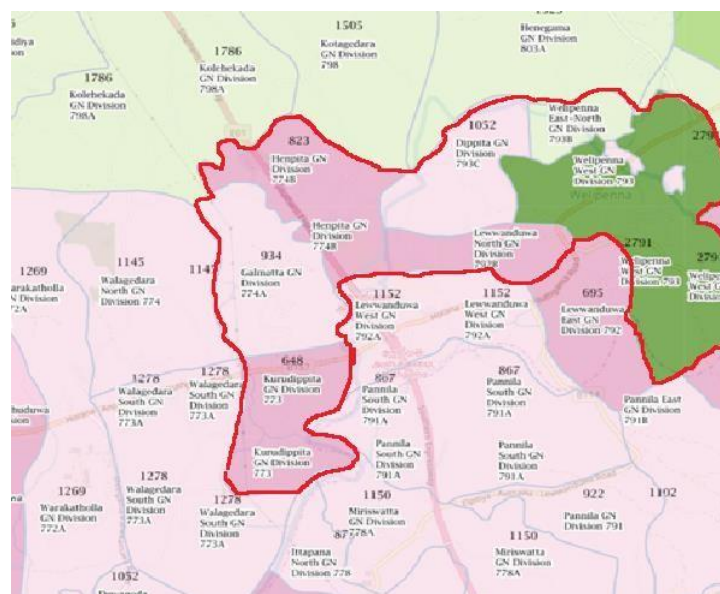 1505
Kotagedara
GN Division
798
Henegama
GN Division
803A
1786
Kolehekada
GN Division
798A
1786
Kolehekada
GN Division
798A
823
Henpita GN
Division
774B
1052
Dippita GN
Division
793C
Welipenna
East-North
GN Division
793B
Welipenna
West GN
Division 793
Welipenna
Henpita GN
Division
774B
Lewwanduwa
North GN
Division
934
Galmatta GN
Division
774A
1145
Walagedara
North GN
Division 774
1269
2791
Welipenna
West GN
Division 793
1152
Lewwanduwa
West GN
Division
792A
1152
Lewwanduwa
West GN
Division
792A
695
Lewwanduwa
East GN
Division 792
648
Kurudippita
GN Division
773
1278
Walagedara
South GN
Division
773A
1278
Walagedara
South GN
Division
773A
867
Pannila
South GN
Division
791A
867
Pannila
South GN
Division
791A
Pannila East
GN Division
791B
Kurudippita
GN Division
773
Pannila
South GN
Division
791A
Pannila
South GN
Division
791A
1278
Walagedara
South GN
Division
773A
1269
Warakatholla
GN Division
772A
1278
Walagedara
South GN
Division
773A
1150
Miriswatta
GN Division
778A
922
Pannila GN
Division 791
1102
Ittapana
North GN
Division 778
1150
Miriswatta
GN Division
778A
1052